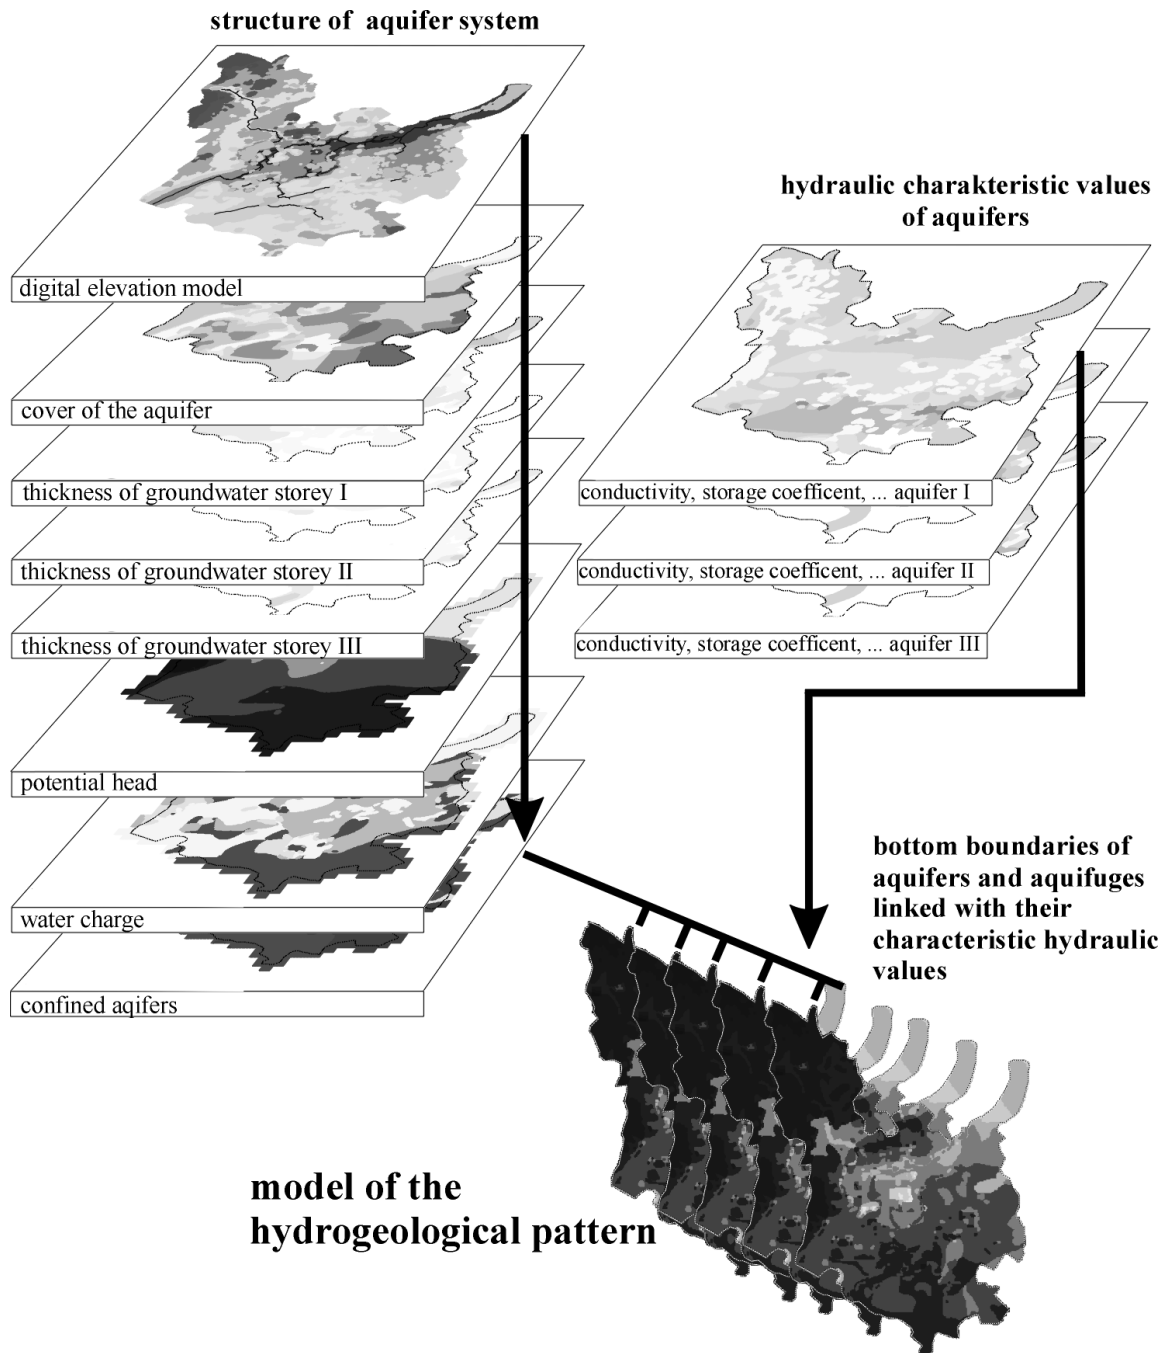 structure of aquifer system
digital elevation model
cover of the aquifer
thickness of groundwater storey I
thickness of groundwater storey II
thickness of groundwater storey III
potential head
water charge
confined aqifers
hydraulic charakteristic values
of aquifers
conductivity, storage coefficent, ... aquifer I
conductivity, storage coefficent, ... aquifer II
conductivity, storage coefficent, ... aquifer III
bottom boundaries of
aquifers and aquifuges
linked with their
characteristic hydraulic
values
model of the
hydrogeological pattern